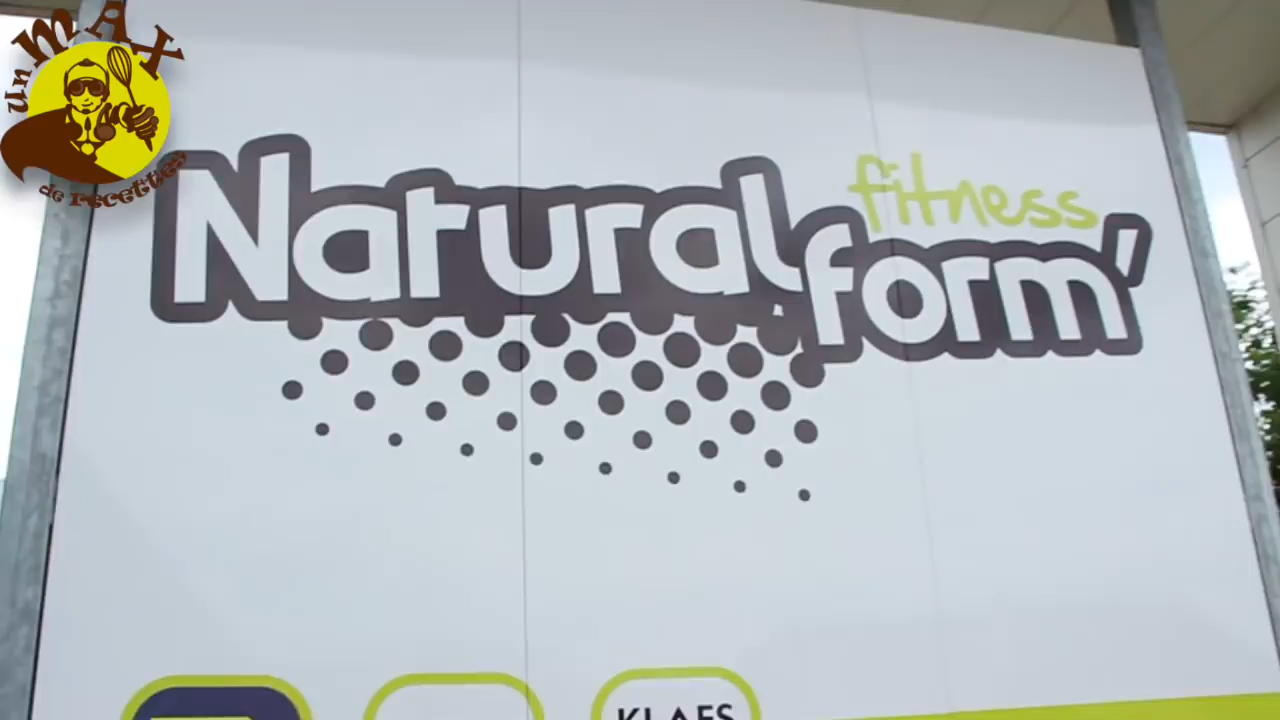 un MAX
de recettes
fitness
Natural form'
KLAFS